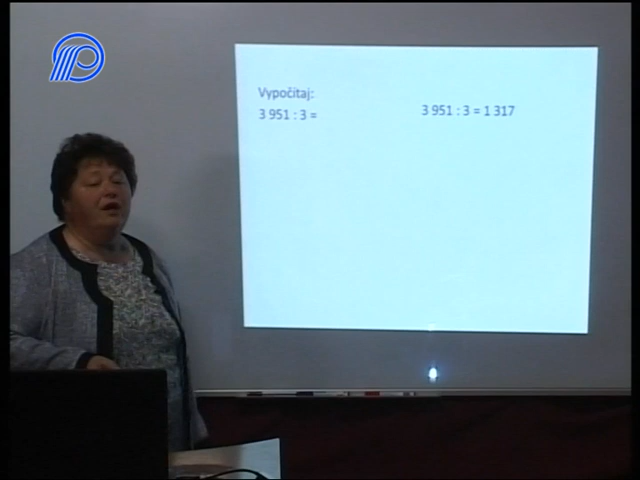 Vypočítaj:
3 951 : 3 =
3 951 : 3 = 1 317